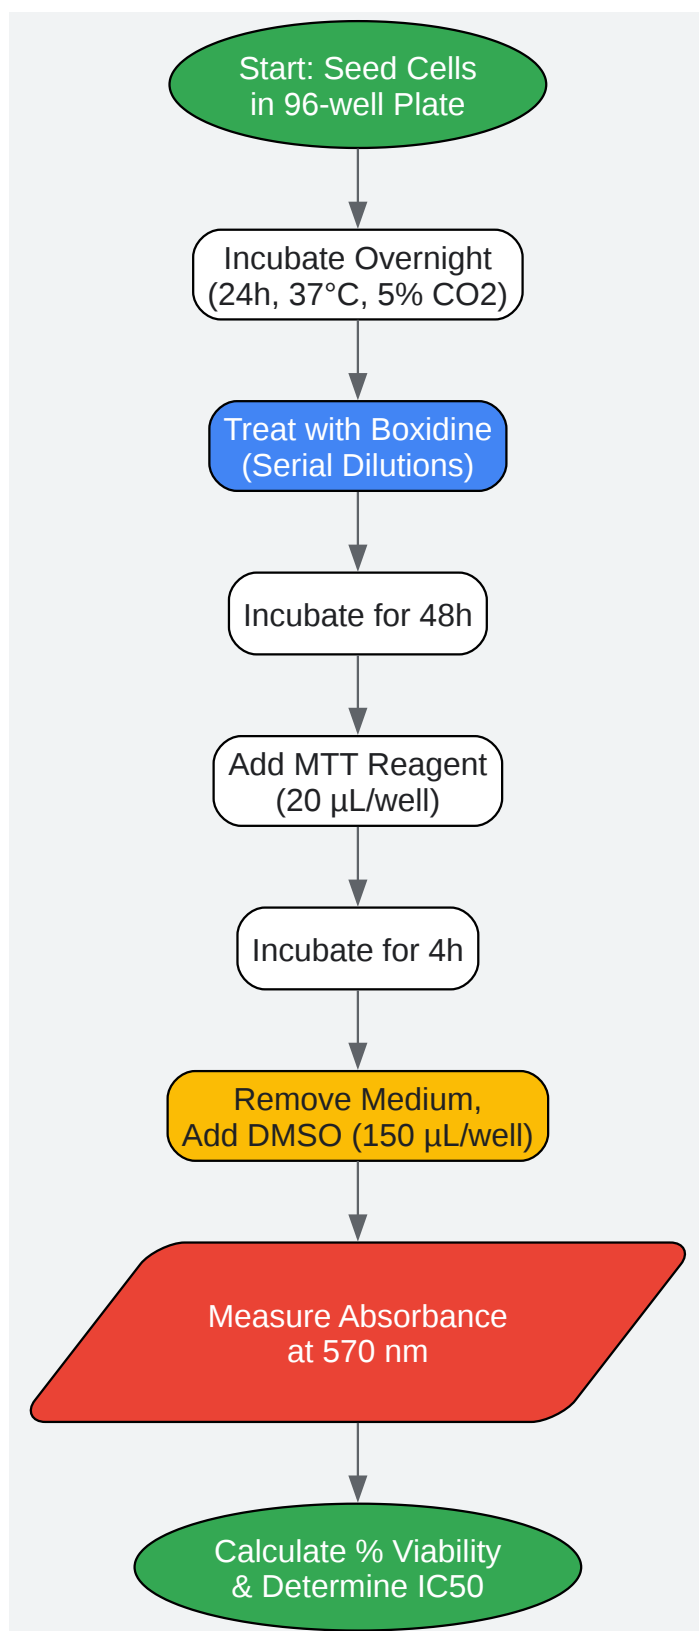 Start: Seed Cells
in 96-well Plate
Incubate Overnight
(24h, 37°C, 5% CO2)
Treat with Boxidine
(Serial Dilutions)
Incubate for 48h
Add MTT Reagent
(20 µL/well)
Incubate for 4h
Remove Medium,
Add DMSO (150 µL/well)
Measure Absorbance
at 570 nm
Calculate % Viability
& Determine IC50